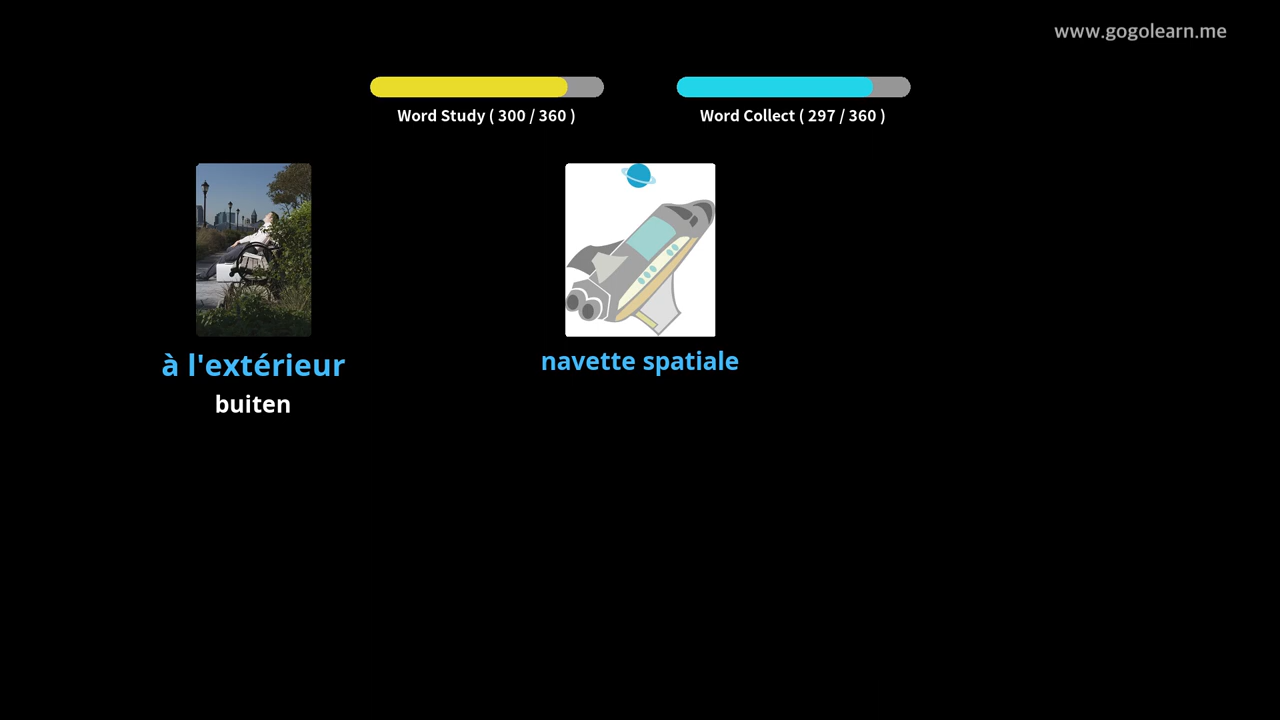 www.gogolearn.me
Word Study ( 300 / 360 )
Word Collect ( 297 / 360 )
à l'extérieur
buiten
navette spatiale